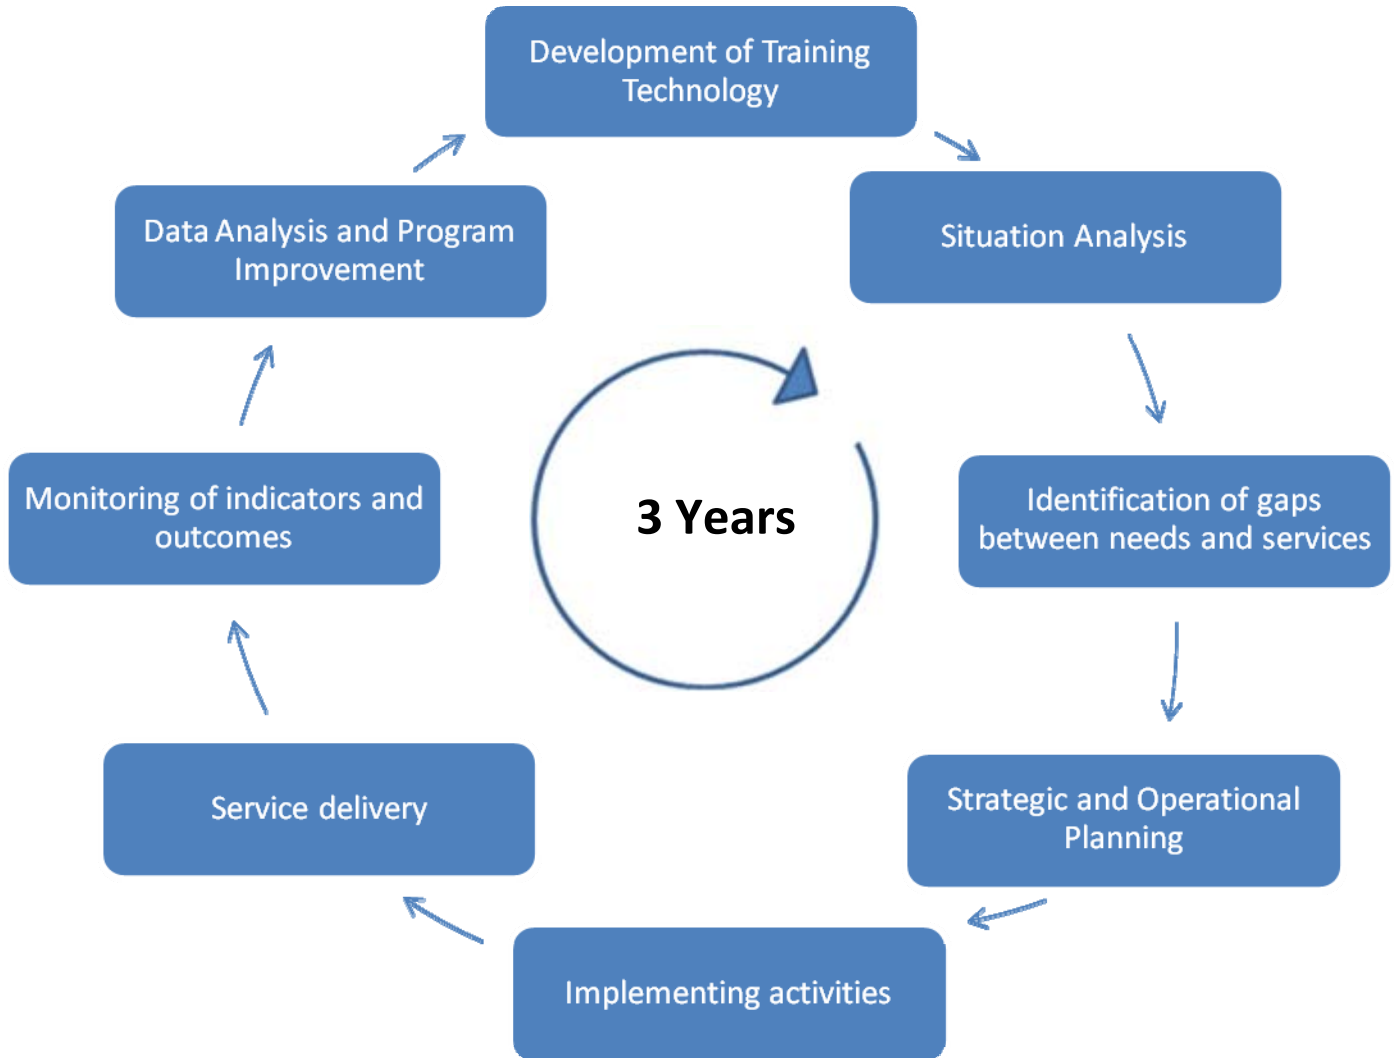 Development of Training
Technology
Situation Analysis
Identification of gaps
between needs and services
Strategic and Operational
Planning
Implementing activities
Service delivery
Monitoring of indicators and
outcomes
Data Analysis and Program
Improvement
3 Years